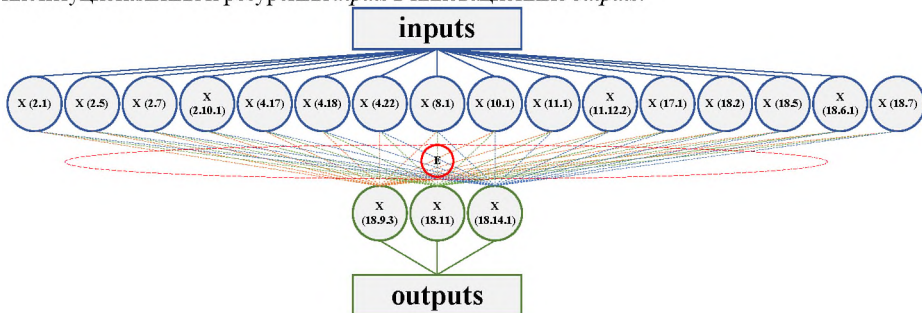 inputs
X (2.1) X (2.5) X (2.7) X (2.10.1) X (4.17) X (4.18) X (4.22) X (8.1) X (10.1) X (11.1) X (11.12.2) X (17.1) X (18.2) X (18.5) X (18.6.1) X (18.7)
E
X (18.9.3) X (18.11) X (18.14.1)
outputs